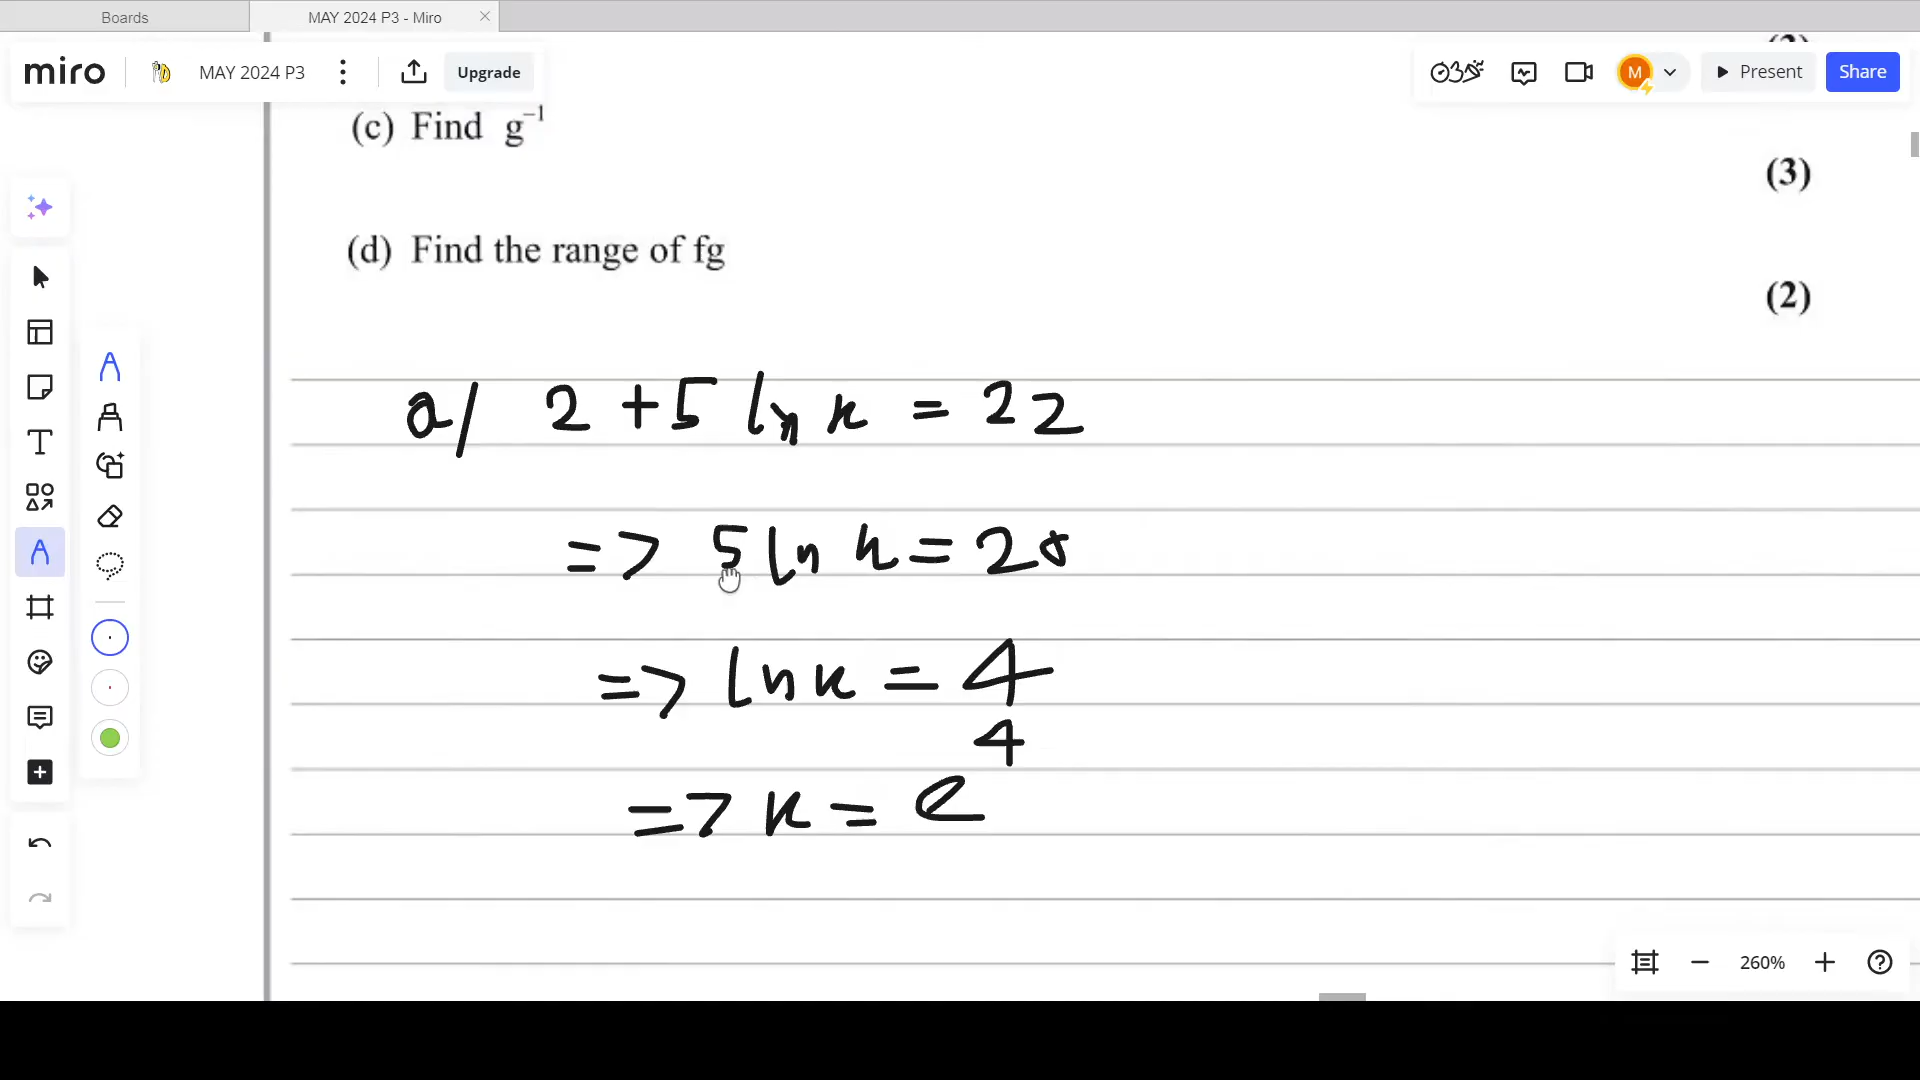 Boards
MAY 2024 P3 - Miro
miro
MAY 2024 P3
Upgrade
Present
Share
(c) Find g⁻¹
(3)
(d) Find the range of fg
(2)
a/ 2 + 5 ln x = 22
=> 5 ln x = 20
=> ln x = 4
=> x = e⁴
260%